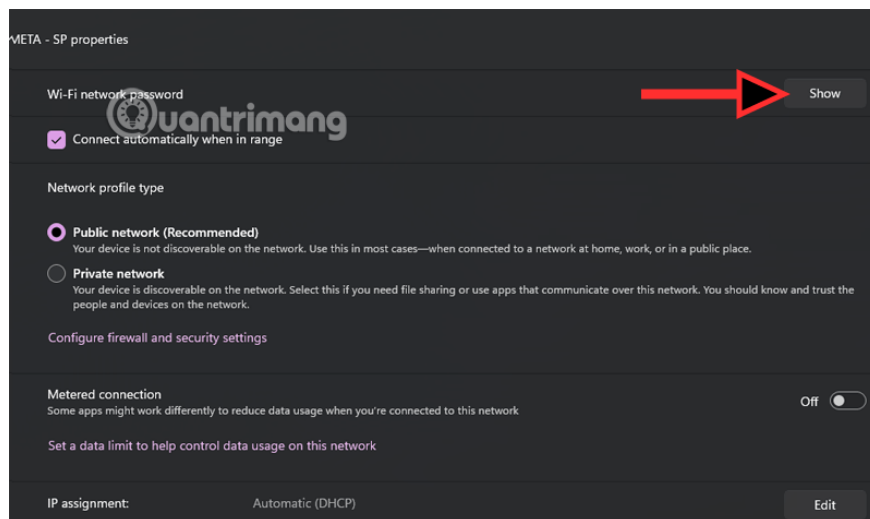 META - SP properties
Wi-Fi network password
Show
Quantrimang
Connect automatically when in range
Network profile type
Public network (Recommended)
Your device is not discoverable on the network. Use this in most cases—when connected to a network at home, work, or in a public place.
Private network
Your device is discoverable on the network. Select this if you need file sharing or use apps that communicate over this network. You should know and trust the
people and devices on the network.
Configure firewall and security settings
Metered connection
Some apps might work differently to reduce data usage when you're connected to this network
Off
Set a data limit to help control data usage on this network
IP assignment: Automatic (DHCP)
Edit